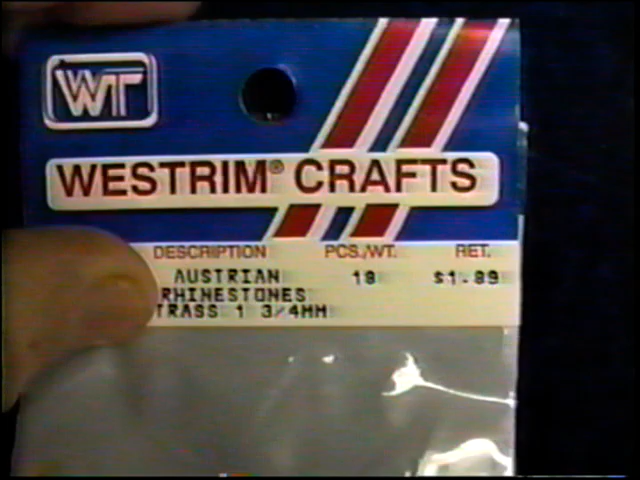 WT
WESTRIM® CRAFTS
DESCRIPTION PCS./WT. RET.
AUSTRIAN 18 $1.89
RHINESTONES
TRASS 1 3/4MM